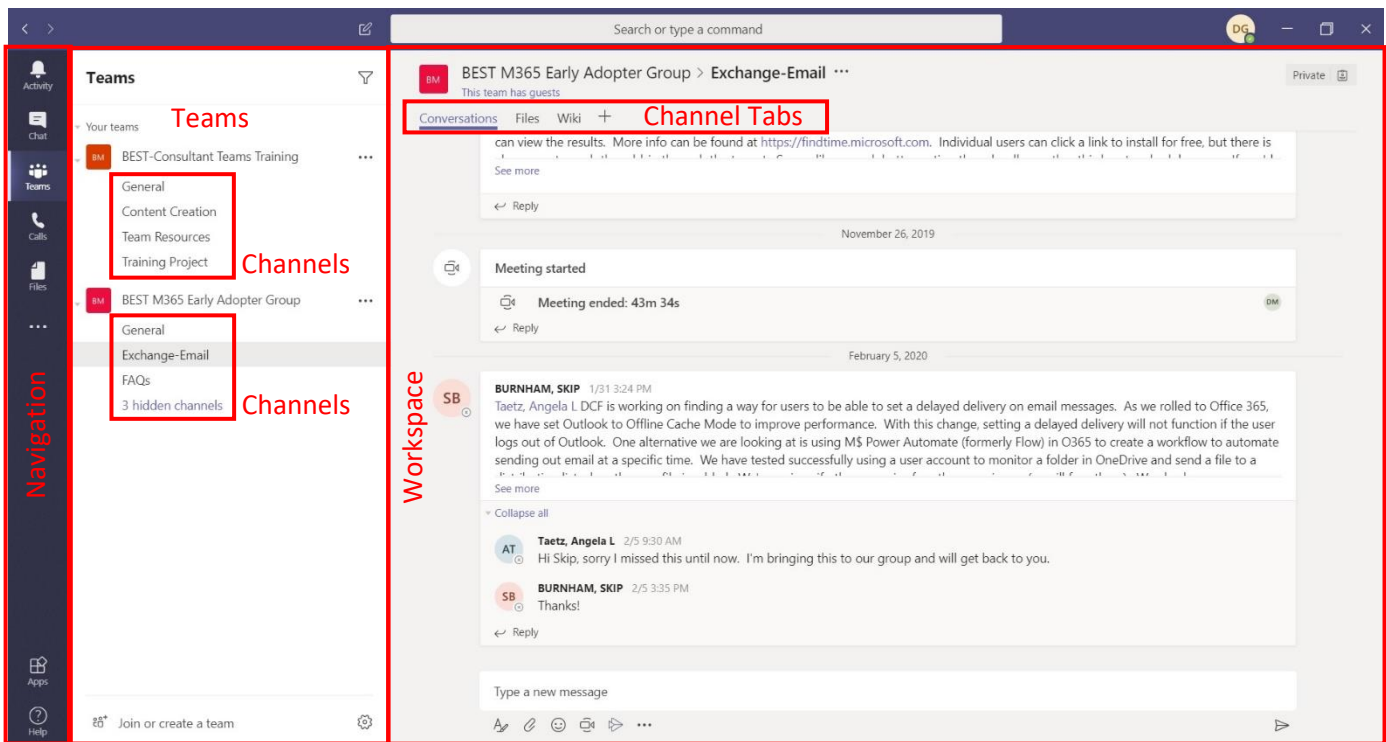 Search or type a command
DG
Activity
Chat
Teams
Calls
Files
Navigation
Apps
Help
Teams
Teams
Your teams
BM BEST-Consultant Teams Training
General
Content Creation
Team Resources
Training Project
Channels
BM BEST M365 Early Adopter Group
General
Exchange-Email
FAQs
3 hidden channels
Channels
Join or create a team
Workspace
BM BEST M365 Early Adopter Group > Exchange-Email ...
This team has guests
Private
Conversations Files Wiki + Channel Tabs
can view the results. More info can be found at https://findtime.microsoft.com. Individual users can click a link to install for free, but there is
See more
Reply
November 26, 2019
Meeting started
Meeting ended: 43m 34s
DM
Reply
February 5, 2020
SB
BURNHAM, SKIP 1/31 3:24 PM
Taetz, Angela L DCF is working on finding a way for users to be able to set a delayed delivery on email messages. As we rolled to Office 365,
we have set Outlook to Offline Cache Mode to improve performance. With this change, setting a delayed delivery will not function if the user
logs out of Outlook. One alternative we are looking at is using M$ Power Automate (formerly Flow) in O365 to create a workflow to automate
sending out email at a specific time. We have tested successfully using a user account to monitor a folder in OneDrive and send a file to a
See more
Collapse all
AT Taetz, Angela L 2/5 9:30 AM
Hi Skip, sorry I missed this until now. I'm bringing this to our group and will get back to you.
SB BURNHAM, SKIP 2/5 3:35 PM
Thanks!
Reply
Type a new message